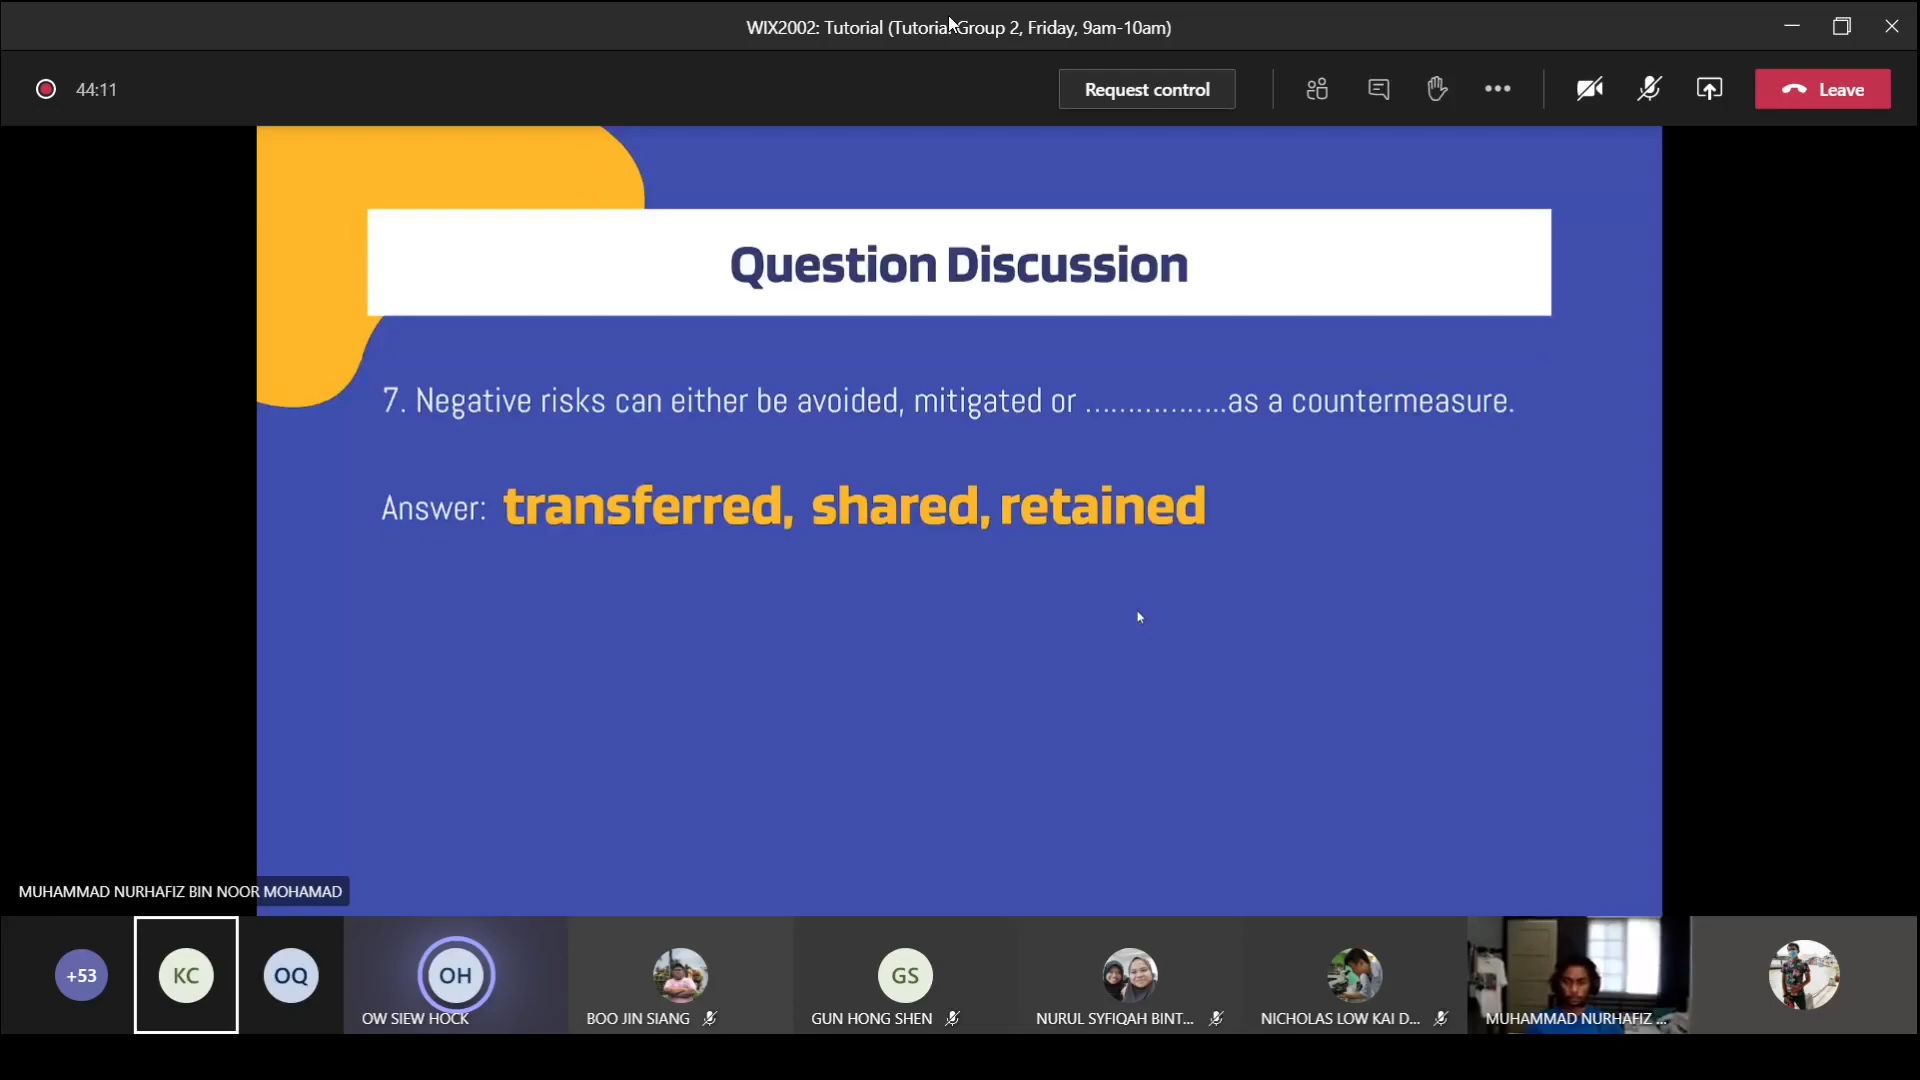 WIX2002: Tutorial (Tutorial Group 2, Friday, 9am-10am)
44:11
Request control
Leave
Question Discussion
7. Negative risks can either be avoided, mitigated or .................as a countermeasure.
Answer: transferred, shared, retained
MUHAMMAD NURHAFIZ BIN NOOR MOHAMAD
+53
KC
OQ
OH
GS
OW SIEW HOCK
BOO JIN SIANG
GUN HONG SHEN
NURUL SYFIQAH BINT...
NICHOLAS LOW KAI D...
MUHAMMAD NURHAFIZ ...